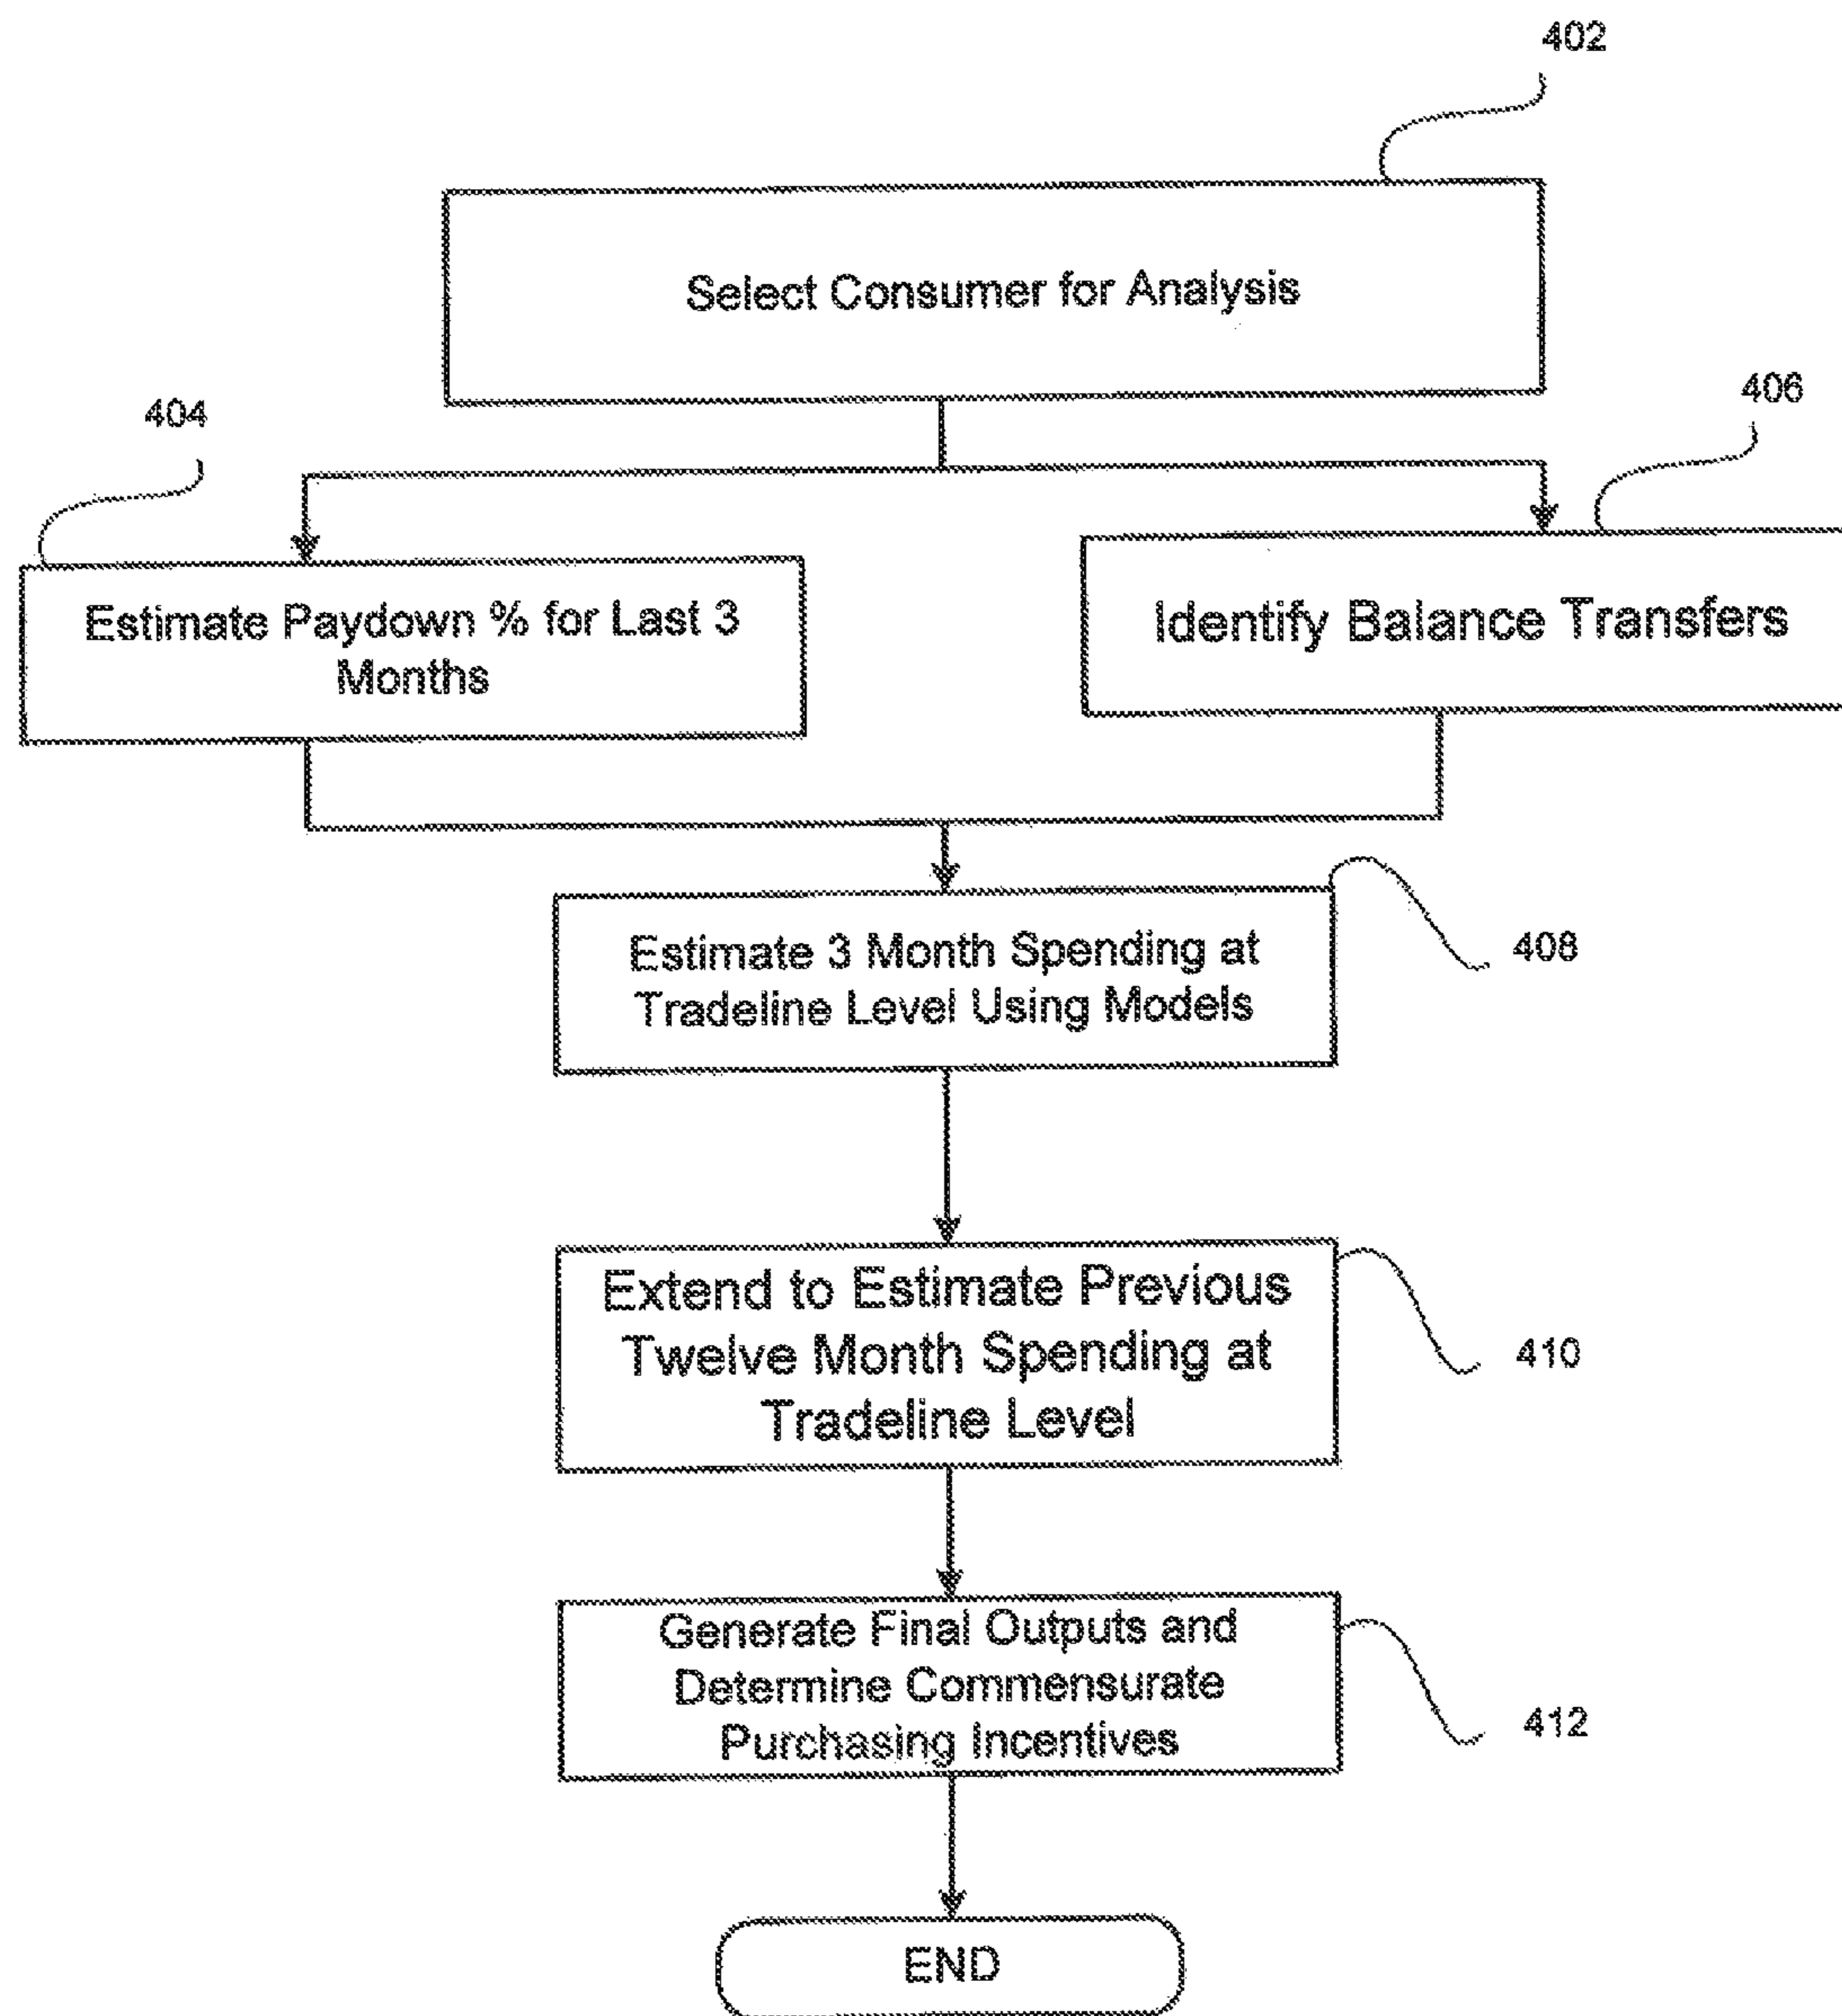 402
Select Consumer for Analysis
404
406
Estimate Paydown % for Last 3
Months
Identify Balance Transfers
Estimate 3 Month Spending at
Tradeline Level Using Models
408
Extend to Estimate Previous
Twelve Month Spending at
Tradeline Level
410
Generate Final Outputs and
Determine Commensurate
Purchasing Incentives
412
END